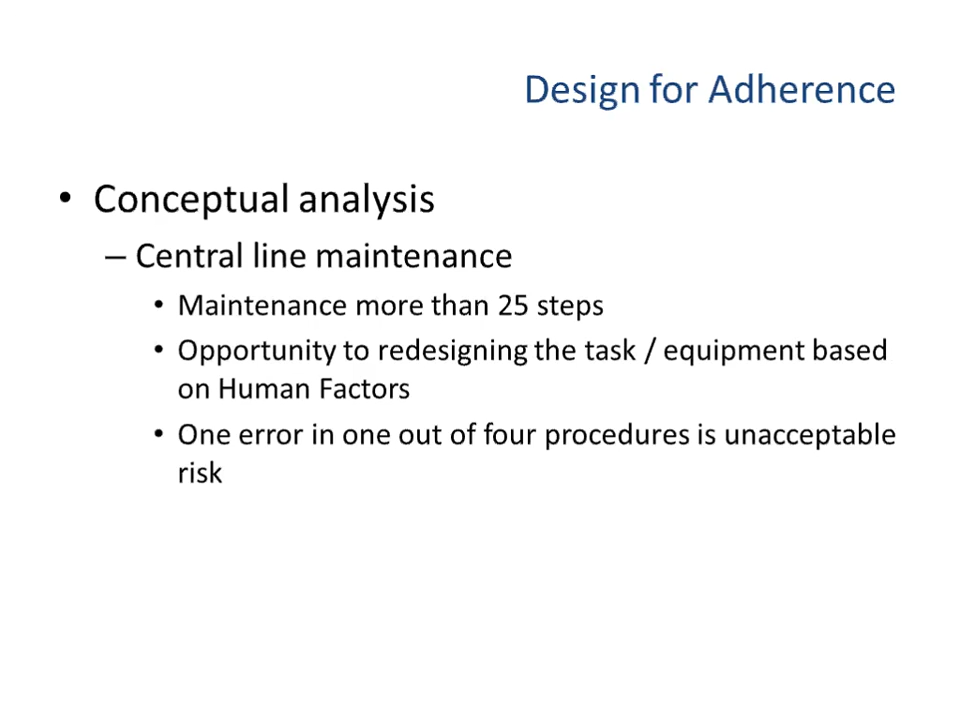 Design for Adherence
• Conceptual analysis
– Central line maintenance
• Maintenance more than 25 steps
• Opportunity to redesigning the task / equipment based
on Human Factors
• One error in one out of four procedures is unacceptable
risk